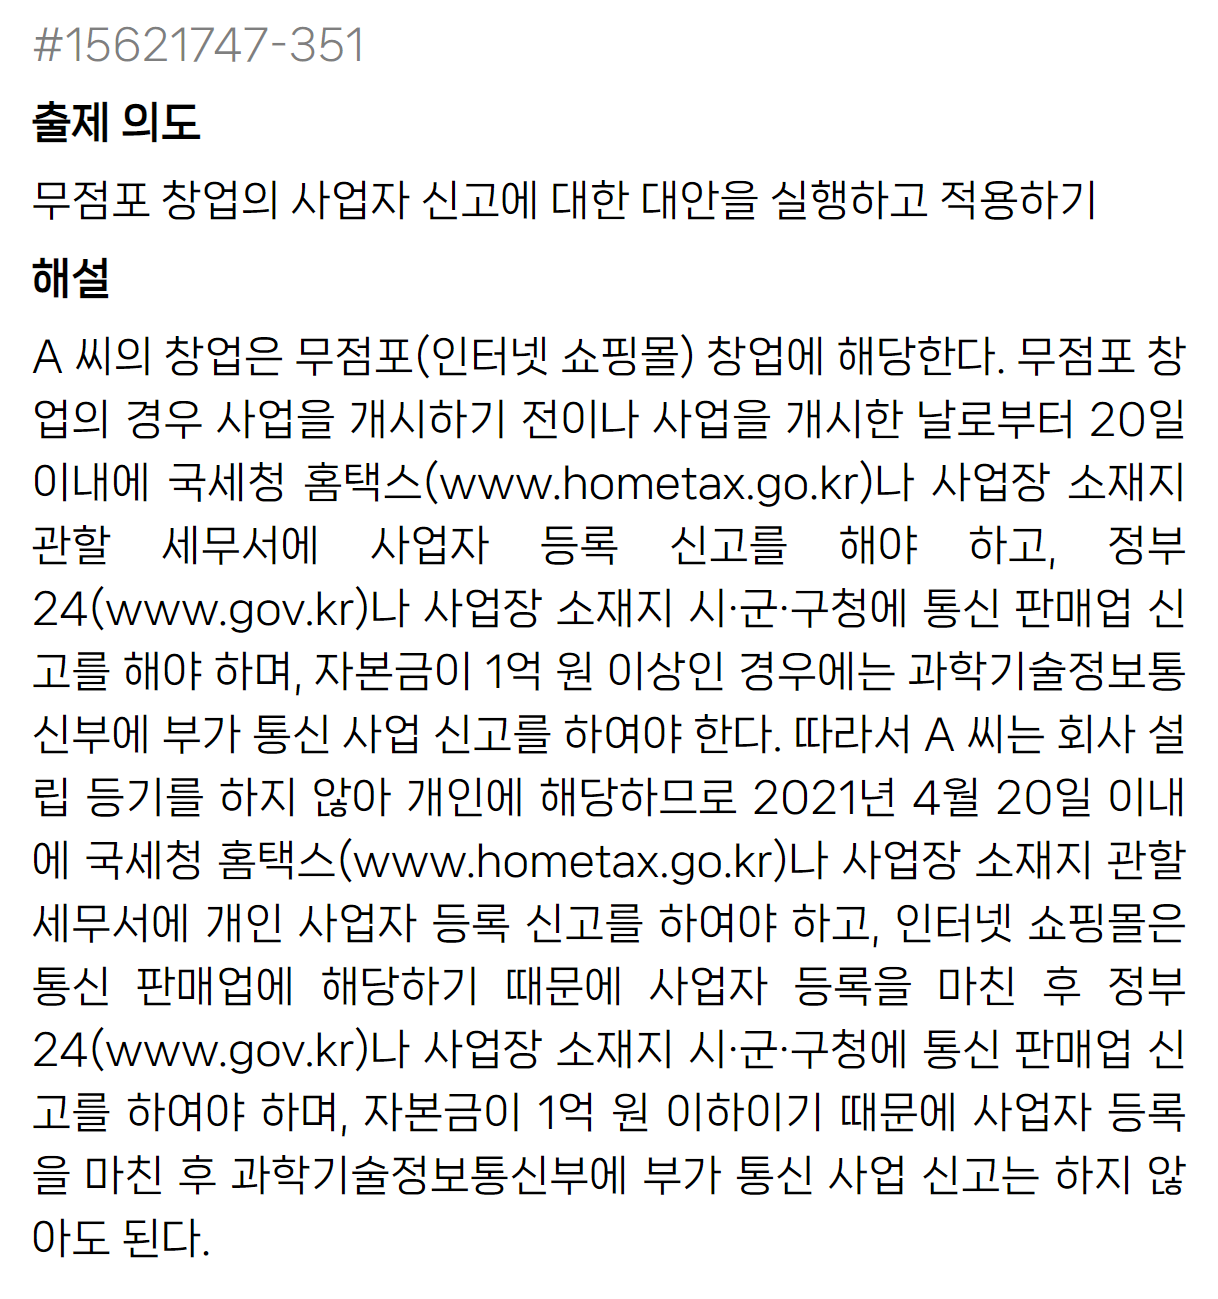 #15621747-351
출제 의도
무점포 창업의 사업자 신고에 대한 대안을 실행하고 적용하기
해설
A 씨의 창업은 무점포(인터넷 쇼핑몰) 창업에 해당한다. 무점포 창
업의 경우 사업을 개시하기 전이나 사업을 개시한 날로부터 20일
이내에 국세청 홈택스(www.hometax.go.kr)나 사업장 소재지
관할 세무서에 사업자 등록 신고를 해야 하고, 정부
24(www.gov.kr)나 사업장 소재지 시·군·구청에 통신 판매업 신
고를 해야 하며, 자본금이 1억 원 이상인 경우에는 과학기술정보통
신부에 부가 통신 사업 신고를 하여야 한다. 따라서 A 씨는 회사 설
립 등기를 하지 않아 개인에 해당하므로 2021년 4월 20일 이내
에 국세청 홈택스(www.hometax.go.kr)나 사업장 소재지 관할
세무서에 개인 사업자 등록 신고를 하여야 하고, 인터넷 쇼핑몰은
통신 판매업에 해당하기 때문에 사업자 등록을 마친 후 정부
24(www.gov.kr)나 사업장 소재지 시·군·구청에 통신 판매업 신
고를 하여야 하며, 자본금이 1억 원 이하이기 때문에 사업자 등록
을 마친 후 과학기술정보통신부에 부가 통신 사업 신고는 하지 않
아도 된다.